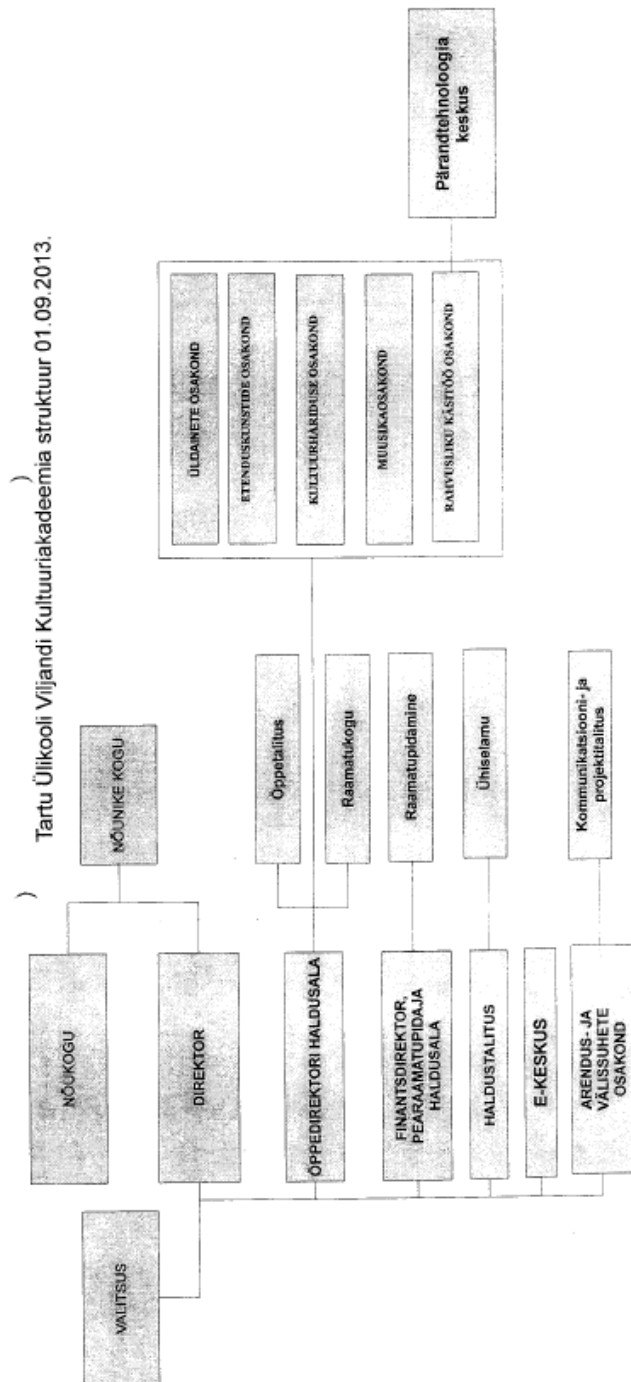 Tartu Ülikooli Viljandi Kultuuriakadeemia struktuur 01.09.2013.
VALITSUS
NÕUKOGU
NÕUNIKE KOGU
DIREKTOR
ÕPPEDIREKTORI HALDUSALA
Õppetalitus
Raamatukogu
ÜLDAINETE OSAKOND
ETENDUSKUNSTIDE OSAKOND
KULTUURHARIDUSE OSAKOND
MUUSIKAOSAKOND
RAHVUSLIKU KÄSITÖÖ OSAKOND
Pärandtehnoloogia
keskus
FINANTSDIREKTOR,
PEARAAMATUPIDAJA
HALDUSALA
Raamatupidamine
HALDUSTALITUS
Ühiselamu
E-KESKUS
ARENDUS- JA
VÄLISSUHETE
OSAKOND
Kommunikatsiooni- ja
projektitalitus